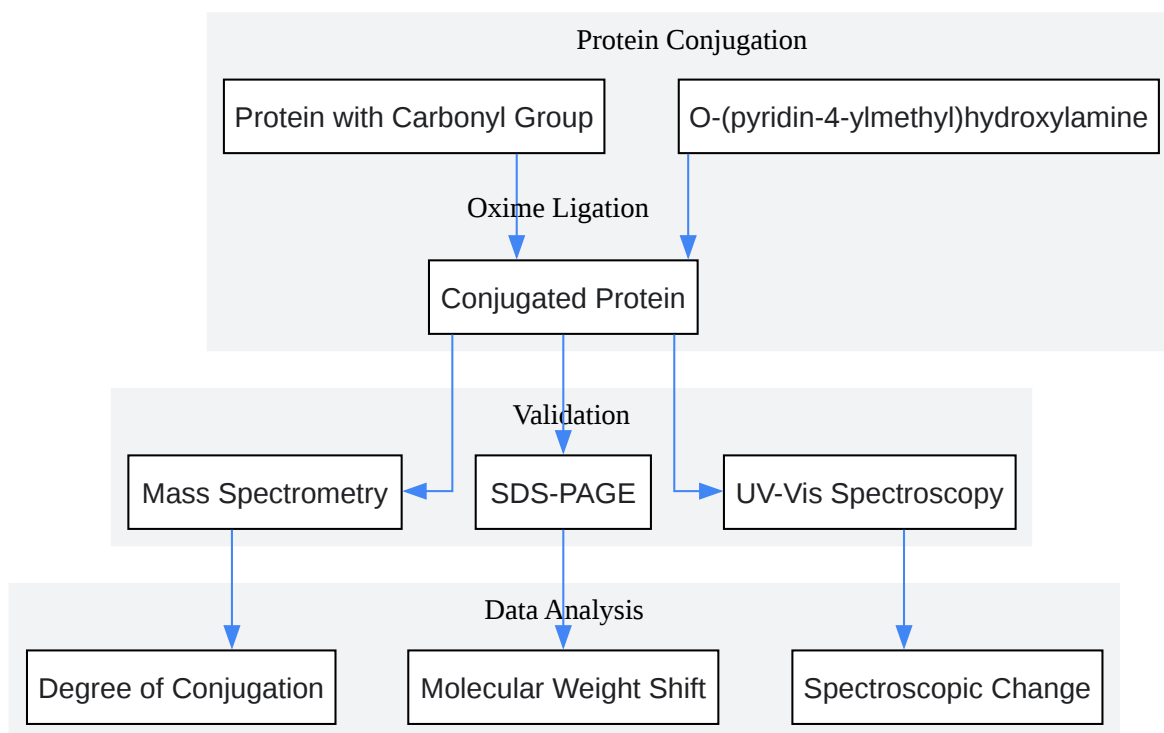 Protein Conjugation
Protein with Carbonyl Group
O-(pyridin-4-ylmethyl)hydroxylamine
Oxime Ligation
Conjugated Protein
Validation
Mass Spectrometry
SDS-PAGE
UV-Vis Spectroscopy
Data Analysis
Degree of Conjugation
Molecular Weight Shift
Spectroscopic Change